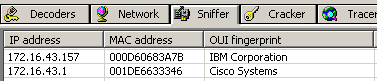 Decoders Network Sniffer Cracker Tracer
IP address MAC address OUI fingerprint
172.16.43.157 000D60683A7B IBM Corporation
172.16.43.1 001DE6633346 Cisco Systems